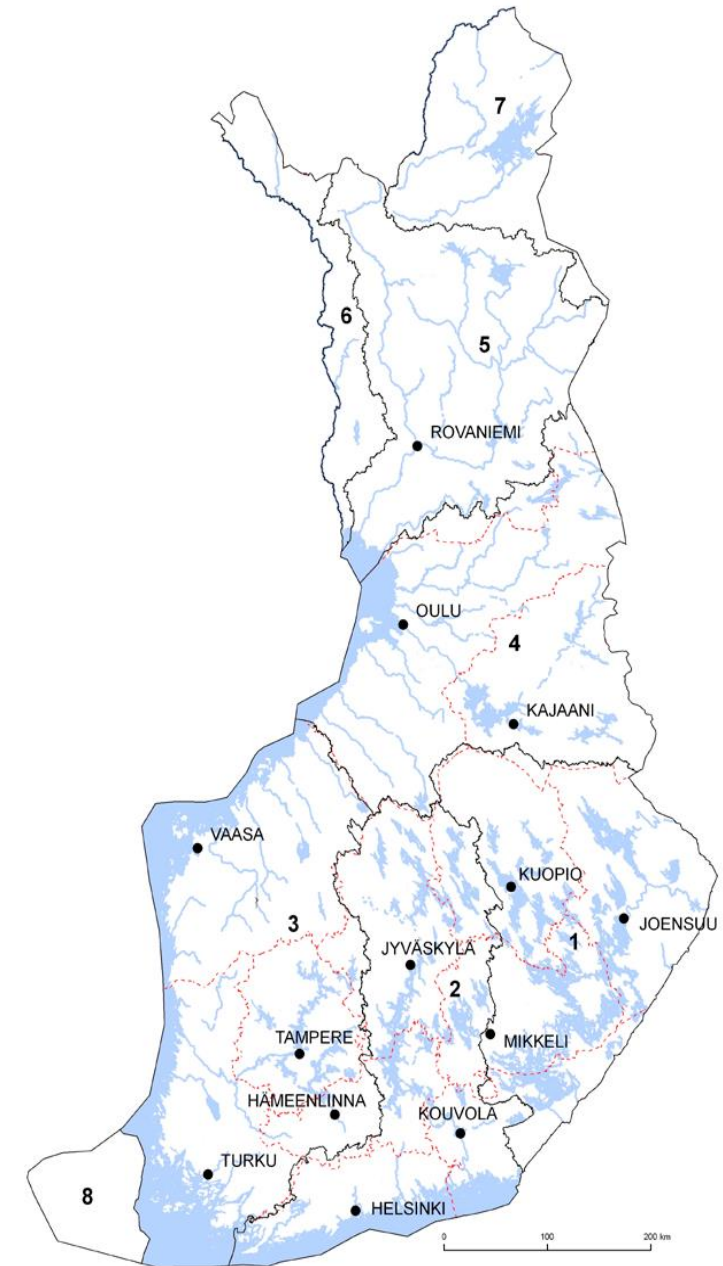 7
6
5
ROVANIEMI
OULU
4
KAJAANI
VAASA
KUOPIO
JOENSUU
3
1
JYVÄSKYLÄ
2
TAMPERE
MIKKELI
HÄMEENLINNA
KOUVOLA
TURKU
8
HELSINKI
0 100 200 km